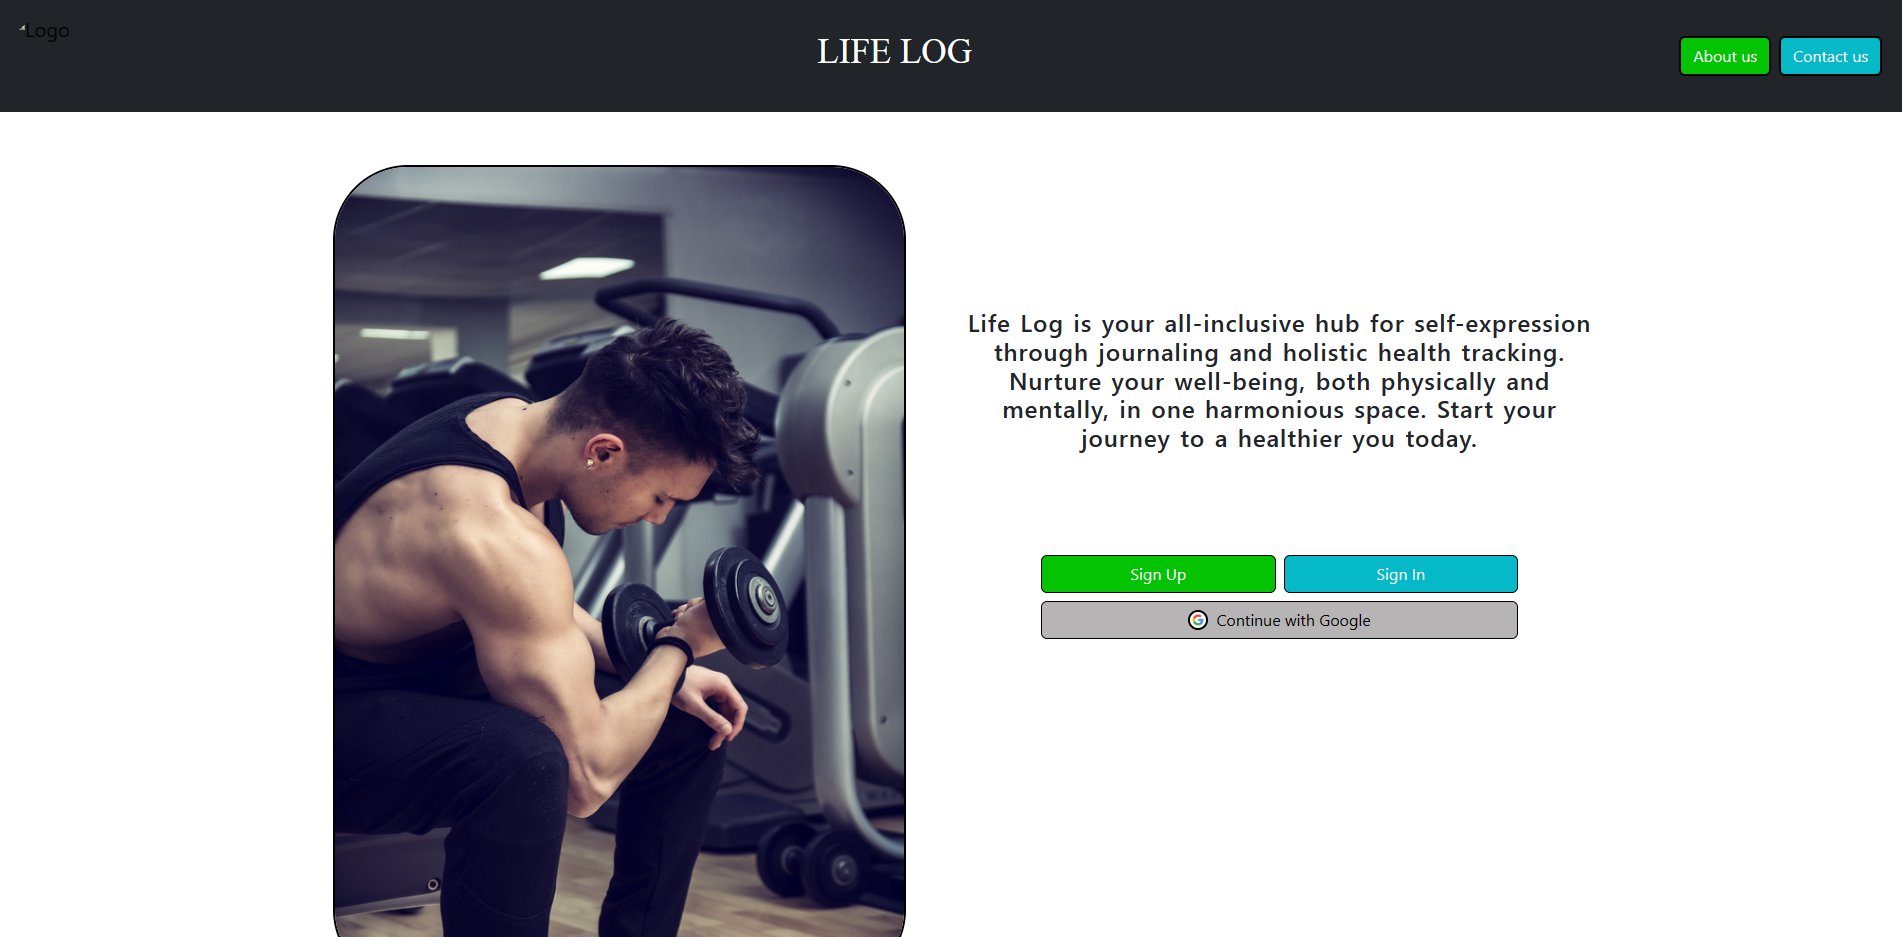 Logo
LIFE LOG
About us
Contact us
Life Log is your all-inclusive hub for self-expression
through journaling and holistic health tracking.
Nurture your well-being, both physically and
mentally, in one harmonious space. Start your
journey to a healthier you today.
Sign Up
Sign In
Continue with Google